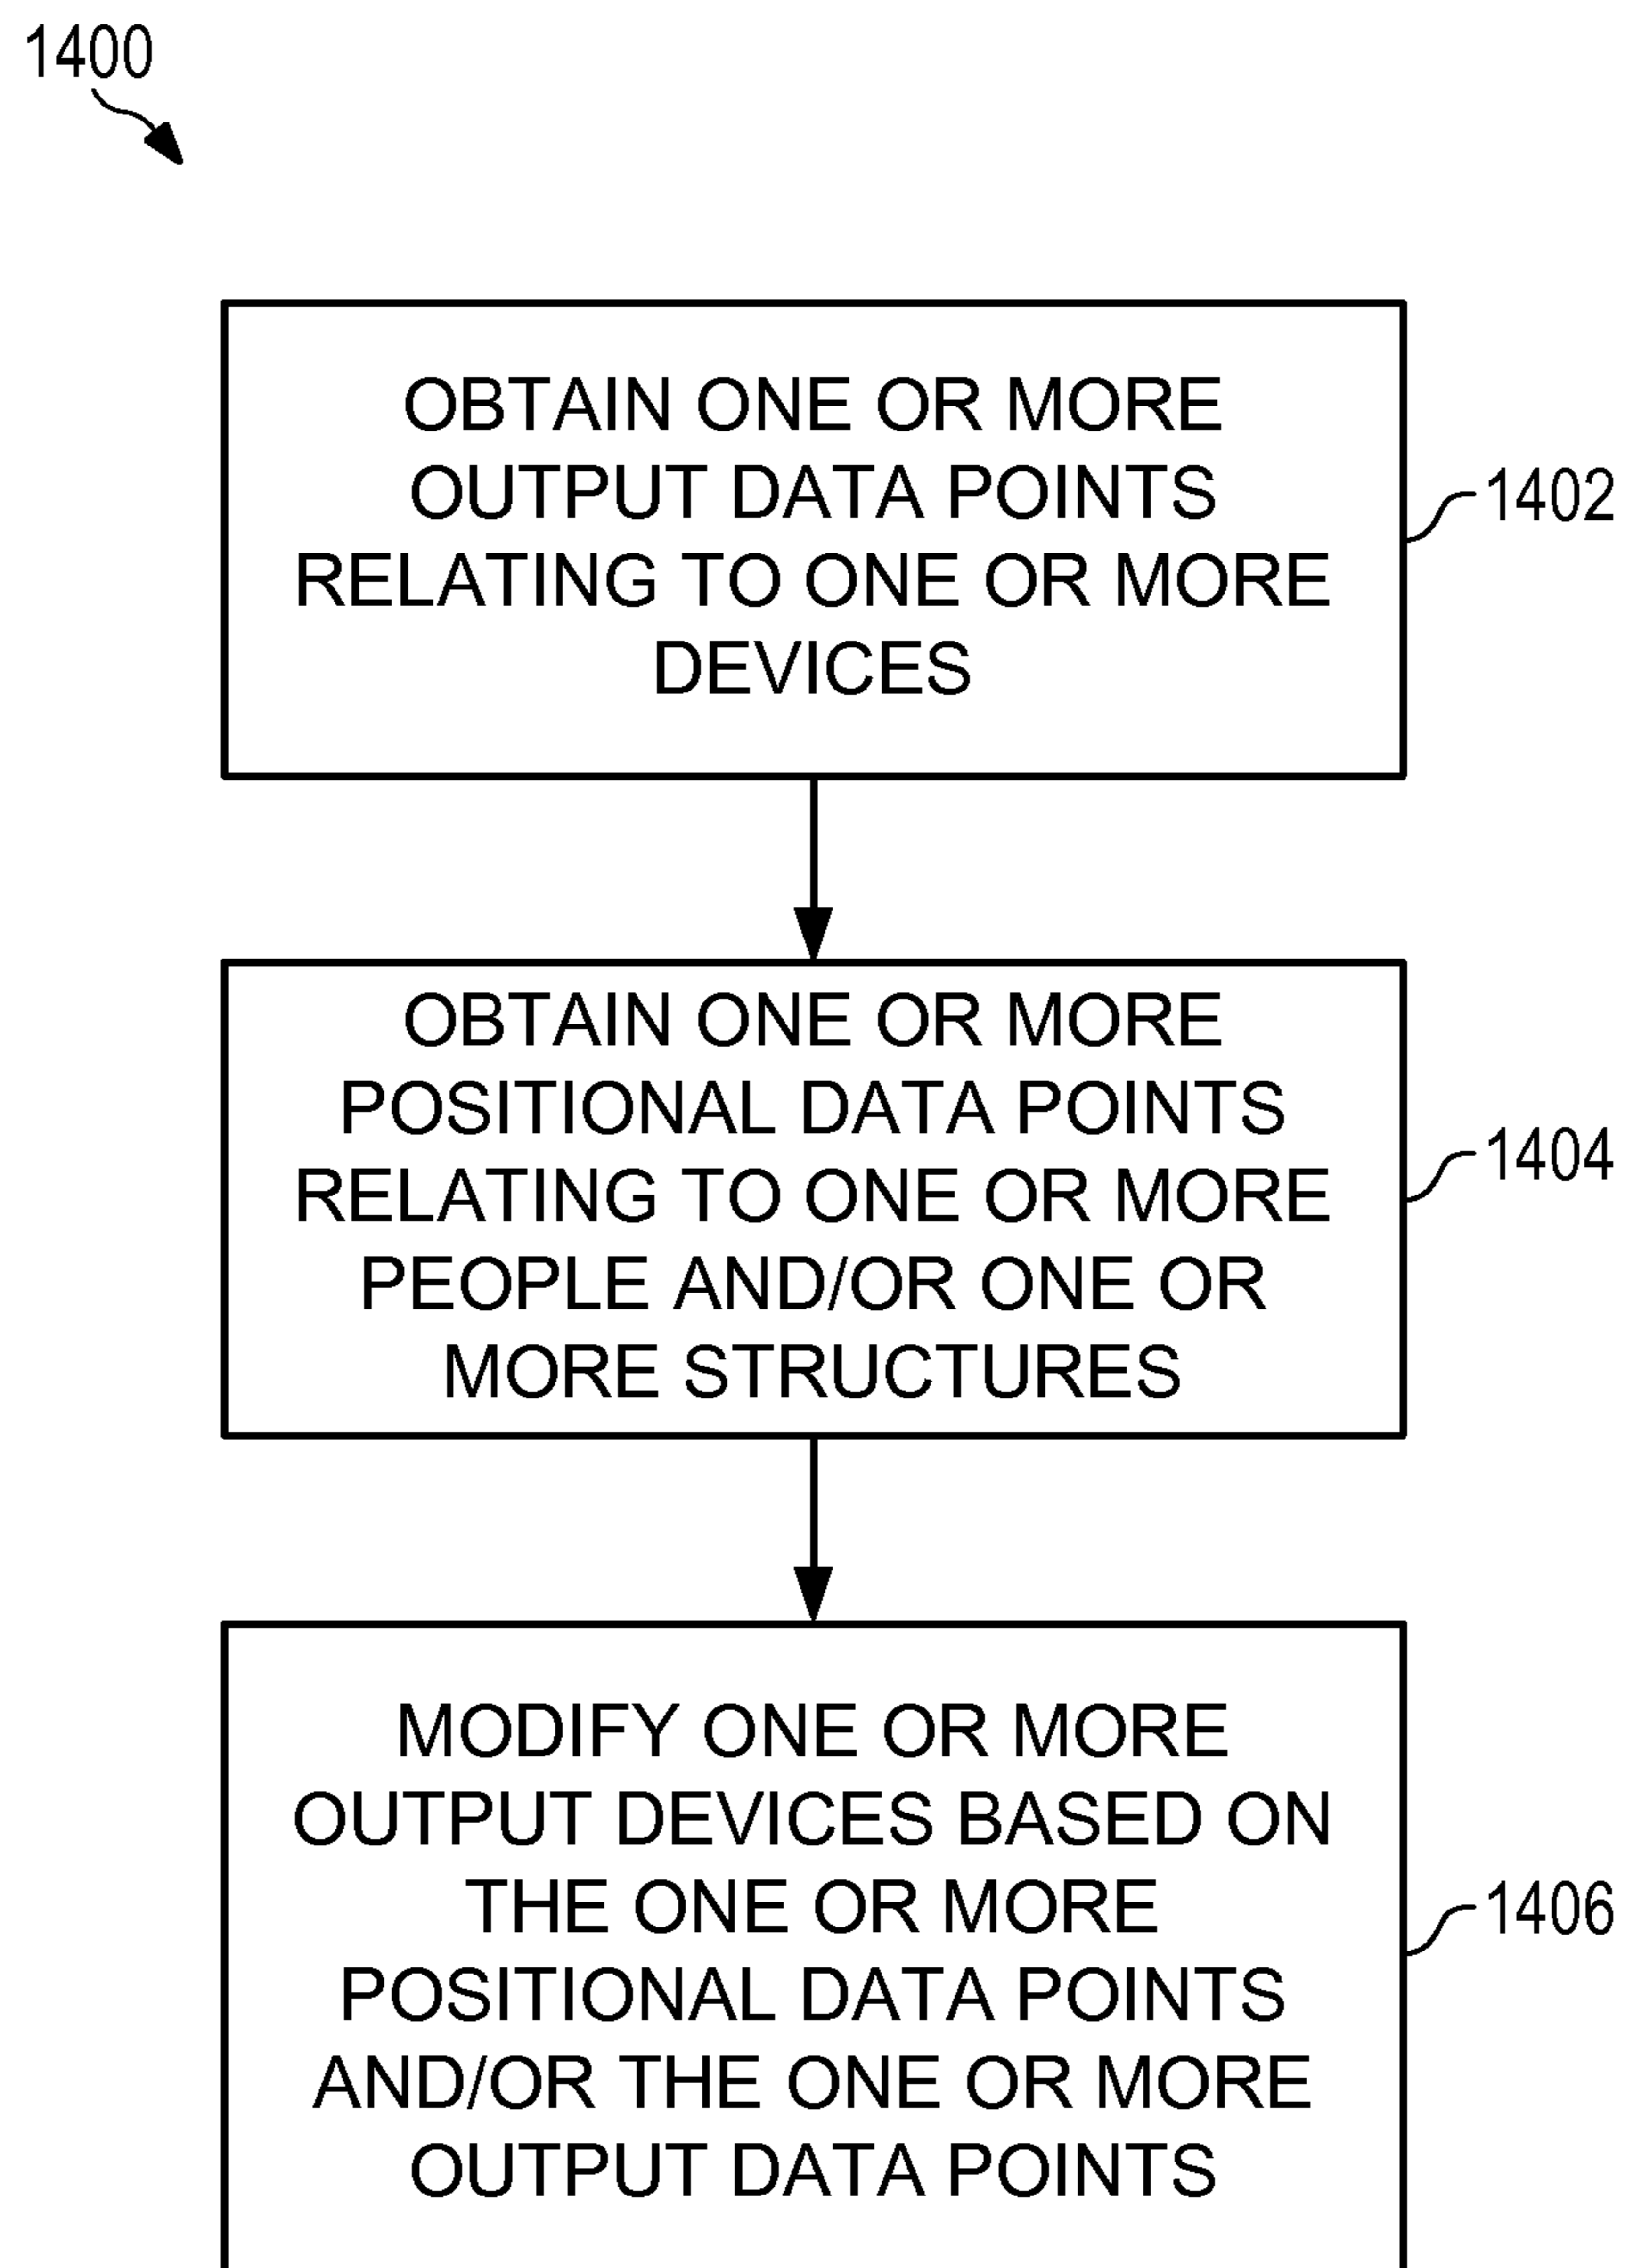 1400
OBTAIN ONE OR MORE
OUTPUT DATA POINTS
RELATING TO ONE OR MORE
DEVICES
1402
OBTAIN ONE OR MORE
POSITIONAL DATA POINTS
RELATING TO ONE OR MORE
PEOPLE AND/OR ONE OR
MORE STRUCTURES
1404
MODIFY ONE OR MORE
OUTPUT DEVICES BASED ON
THE ONE OR MORE
POSITIONAL DATA POINTS
AND/OR THE ONE OR MORE
OUTPUT DATA POINTS
1406